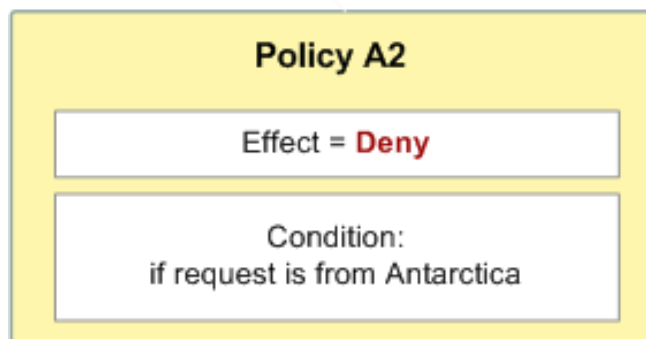 Policy A2
Effect = Deny
Condition:
if request is from Antarctica